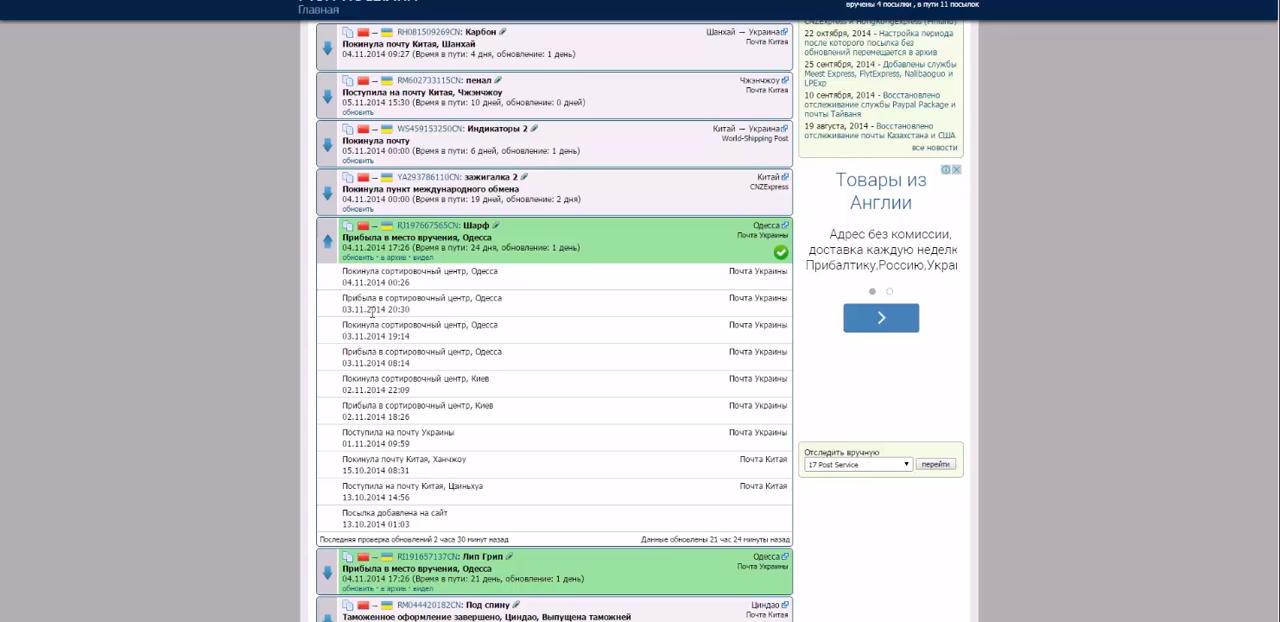 Главная
вручены 4 посылки , в пути 11 посылок
RH081509269CN: Карбон
Покинула почту Китая, Шанхай
04.11.2014 09:27 (Время в пути: 4 дня, обновление: 1 день)
Шанхай — Украина
Почта Китая
RM602733115CN: пенал
Поступила на почту Китая, Чжэнчжоу
05.11.2014 15:30 (Время в пути: 10 дней, обновление: 0 дней)
обновить
Чжэнчжоу
Почта Китая
WS459153250CN: Индикаторы 2
Покинула почту
05.11.2014 00:00 (Время в пути: 6 дней, обновление: 1 день)
обновить
Китай — Украина
World-Shipping Post
YA293786110CN: зажигалка 2
Покинула пункт международного обмена
04.11.2014 00:00 (Время в пути: 19 дней, обновление: 2 дня)
обновить
Китай
CNZExpress
RJ197667565CN: Шарф
Прибыла в место вручения, Одесса
04.11.2014 17:26 (Время в пути: 24 дня, обновление: 1 день)
обновить · в архив · видел
Одесса
Почта Украины
Покинула сортировочный центр, Одесса
04.11.2014 00:26
Почта Украины
Прибыла в сортировочный центр, Одесса
03.11.2014 20:30
Почта Украины
Покинула сортировочный центр, Одесса
03.11.2014 19:14
Почта Украины
Прибыла в сортировочный центр, Одесса
03.11.2014 08:14
Почта Украины
Покинула сортировочный центр, Киев
02.11.2014 22:09
Почта Украины
Прибыла в сортировочный центр, Киев
02.11.2014 18:26
Почта Украины
Поступила на почту Украины
01.11.2014 09:59
Почта Украины
Покинула почту Китая, Ханчжоу
15.10.2014 08:31
Почта Китая
Поступила на почту Китая, Цзиньхуа
13.10.2014 14:56
Почта Китая
Посылка добавлена на сайт
13.10.2014 01:03
Последняя проверка обновлений 2 часа 30 минут назад
Данные обновлены 21 час 24 минуты назад
RI191657137CN: Лип Грип
Прибыла в место вручения, Одесса
04.11.2014 17:26 (Время в пути: 21 день, обновление: 1 день)
обновить · в архив · видел
Одесса
Почта Украины
RM044420182CN: Под спину
Таможенное оформление завершено, Циндао, Выпущена таможней
Циндао
Почта Китая
CNZExpress и HongKongExpress (Finland)
22 октября, 2014 - Настройка периода
после которого посылка без
обновлений перемещается в архив
25 сентября, 2014 - Добавлены службы
Meest Express, FlytExpress, Nalibaoguo и
LPExp
10 сентября, 2014 - Восстановлено
отслеживание службы Paypal Package и
почты Тайваня
19 августа, 2014 - Восстановлено
отслеживание почты Казахстана и США
все новости
Товары из
Англии
Адрес без комиссии,
доставка каждую неделю
Прибалтику,Россию,Укра
Отследить вручную
17 Post Service
перейти